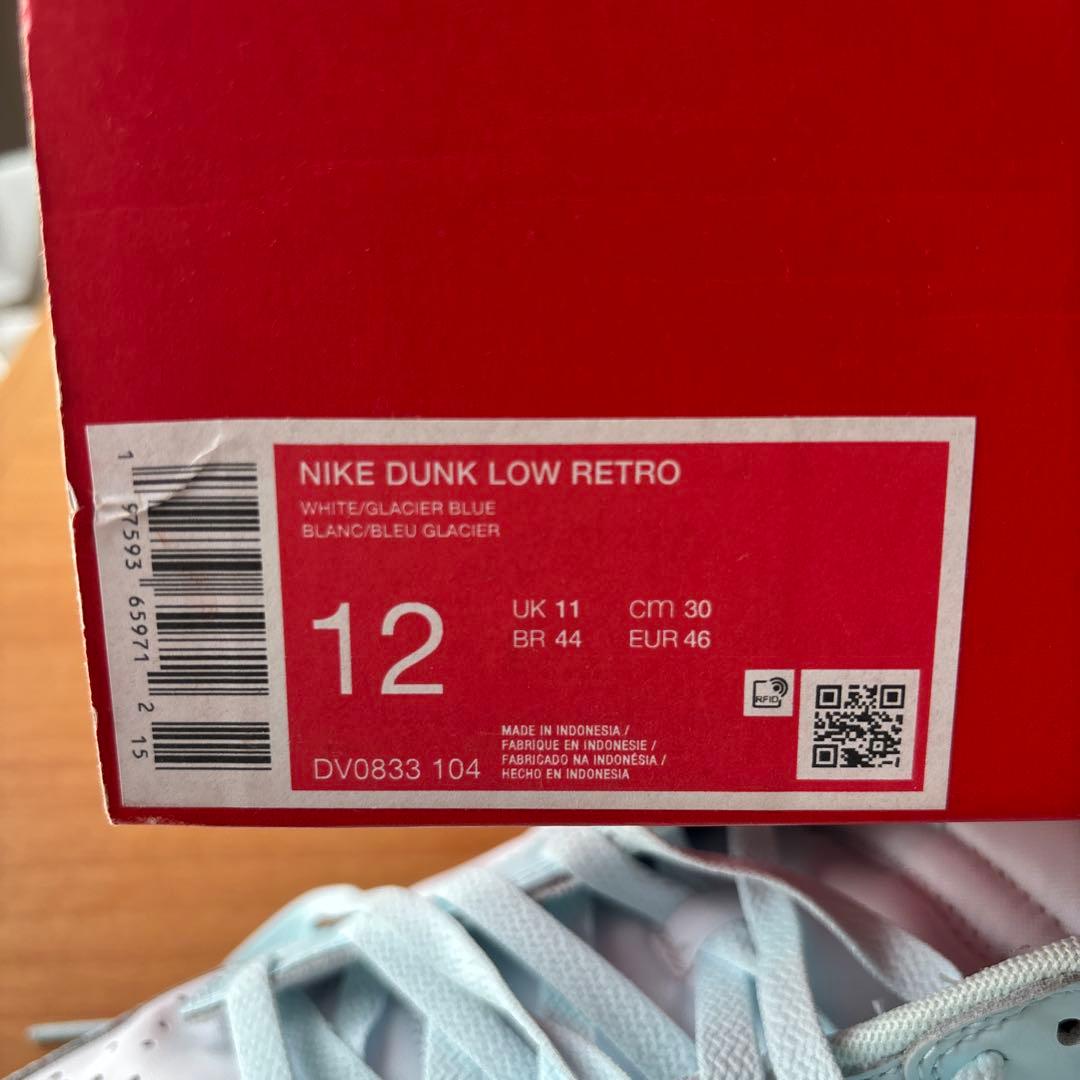 1 97593 65971 2 15
NIKE DUNK LOW RETRO
WHITE/GLACIER BLUE
BLANC/BLEU GLACIER
12
UK 11 cm 30
BR 44 EUR 46
RFID
DV0833 104
MADE IN INDONESIA /
FABRIQUE EN INDONESIE /
FABRICADO NA INDONÉSIA /
HECHO EN INDONESIA